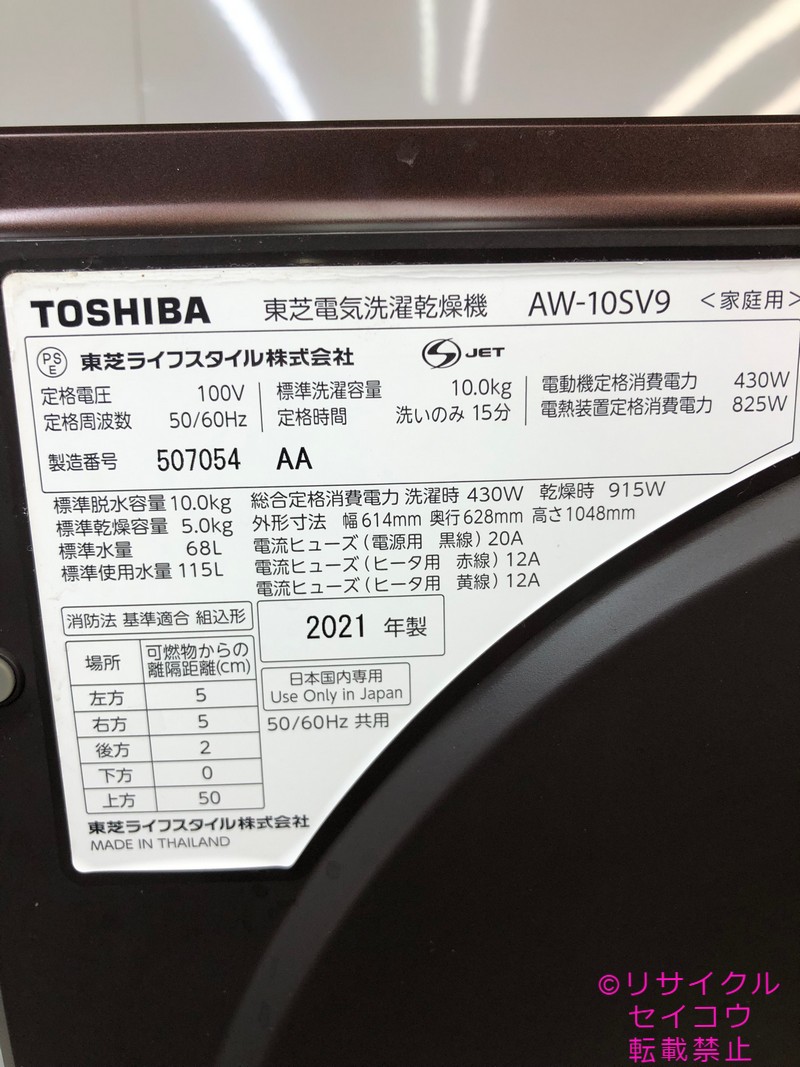 TOSHIBA 東芝電気洗濯乾燥機 AW-10SV9 <家庭用>
PSE 東芝ライフスタイル株式会社 S JET
定格電圧 100V 標準洗濯容量 10.0kg 電動機定格消費電力 430W
定格周波数 50/60Hz 定格時間 洗いのみ 15分 電熱装置定格消費電力 825W
製造番号 507054 AA
標準脱水容量 10.0kg 総合定格消費電力 洗濯時 430W 乾燥時 915W
標準乾燥容量 5.0kg 外形寸法 幅614mm 奥行628mm 高さ1048mm
標準水量 68L 電流ヒューズ(電源用 黒線) 20A
標準使用水量 115L 電流ヒューズ(ヒータ用 赤線) 12A
電流ヒューズ(ヒータ用 黄線) 12A
消防法 基準適合 組込形
2021 年製
場所 可燃物からの
離隔距離(cm)
左方 5
右方 5
後方 2
下方 0
上方 50
日本国内専用
Use Only in Japan
50/60Hz 共用
東芝ライフスタイル株式会社
MADE IN THAILAND
©リサイクル
セイコウ
転載禁止